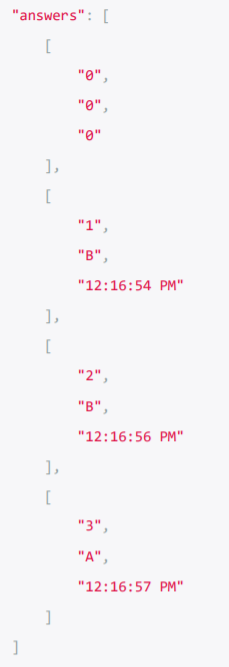 "answers": [
[
"0",
"0",
"0"
],
[
"1",
"B",
"12:16:54 PM"
],
[
"2",
"B",
"12:16:56 PM"
],
[
"3",
"A",
"12:16:57 PM"
]
]